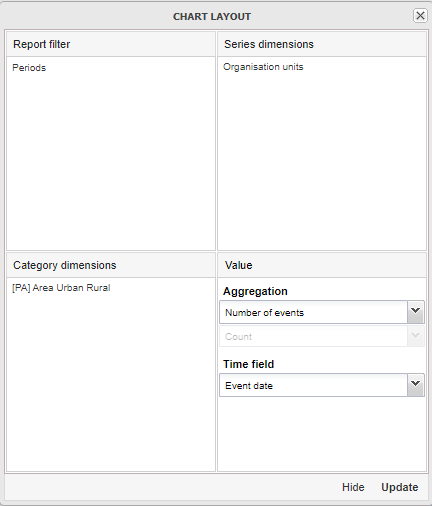 CHART LAYOUT
Report filter
Series dimensions
Periods
Organisation units
Category dimensions
Value
[PA] Area Urban Rural
Aggregation
Number of events
Count
Time field
Event date
Hide
Update